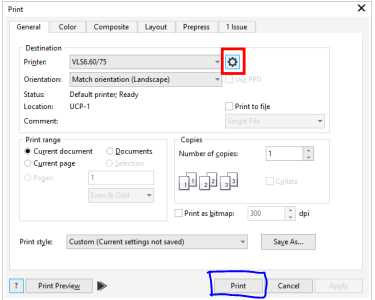 Print
General Color Composite Layout Prepress 1 Issue
Destination
Printer: VLS6.60/75
Orientation: Match orientation (Landscape) Use PPD
Status: Default printer; Ready
Location: UCP-1 Print to file
Comment: Single File
Print range
Current document Documents
Current page Selection
Pages: 1
Even & Odd
Copies
Number of copies: 1
1 1 2 2 3 3 Collate
Print as bitmap: 300 dpi
Print style: Custom (Current settings not saved) Save As...
? Print Preview Print Cancel Apply